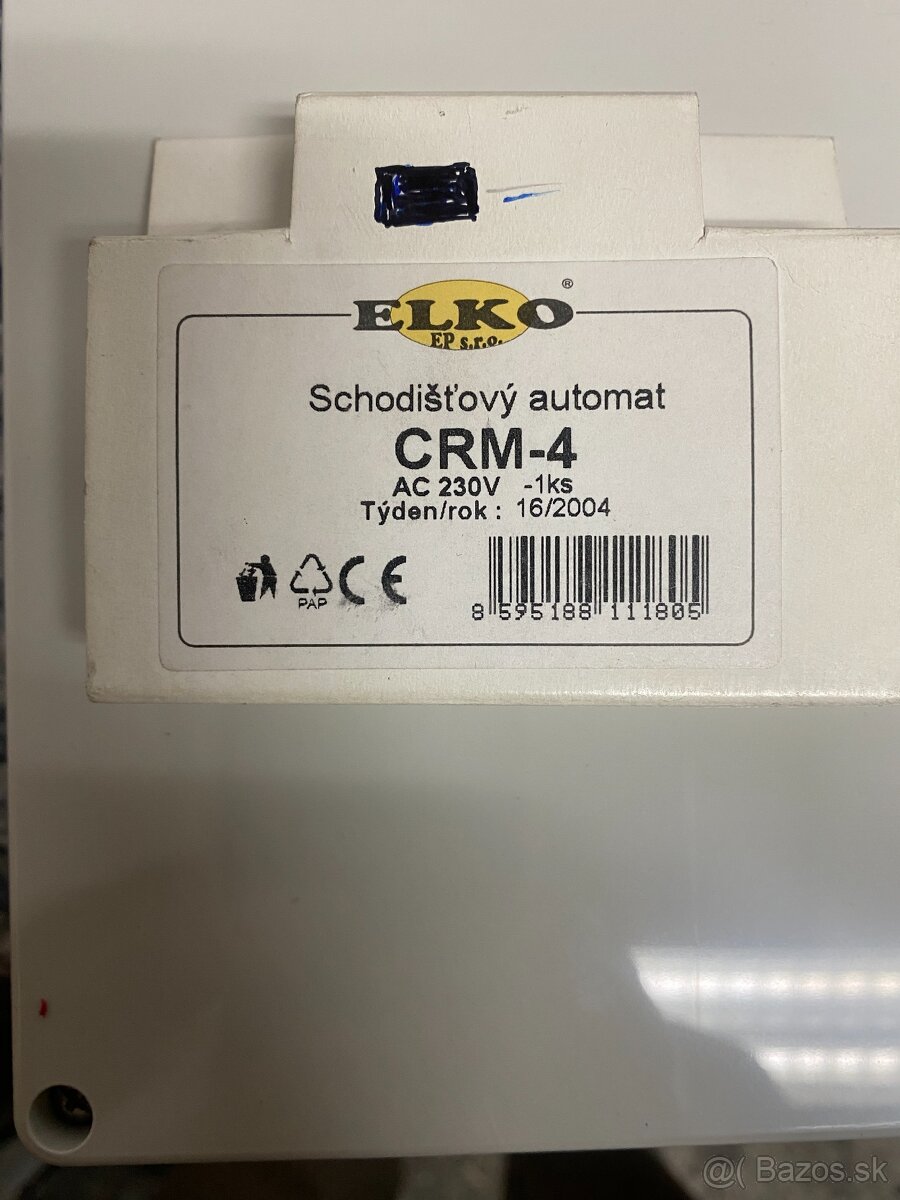 ELKO ®
EP s.r.o.
Schodišťový automat
CRM-4
AC 230V -1ks
Týden/rok : 16/2004
PAP
CE
8 595188 111805
@( Bazos.sk